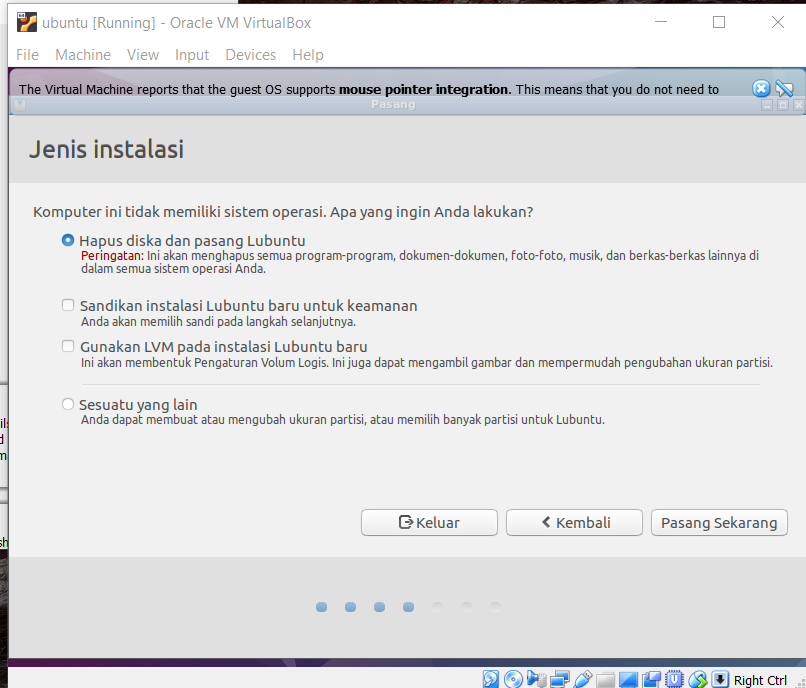 ubuntu [Running] - Oracle VM VirtualBox
File Machine View Input Devices Help
The Virtual Machine reports that the guest OS supports mouse pointer integration. This means that you do not need to
Pasang
Jenis instalasi
Komputer ini tidak memiliki sistem operasi. Apa yang ingin Anda lakukan?
Hapus diska dan pasang Lubuntu
Peringatan: Ini akan menghapus semua program-program, dokumen-dokumen, foto-foto, musik, dan berkas-berkas lainnya di
dalam semua sistem operasi Anda.
Sandikan instalasi Lubuntu baru untuk keamanan
Anda akan memilih sandi pada langkah selanjutnya.
Gunakan LVM pada instalasi Lubuntu baru
Ini akan membentuk Pengaturan Volum Logis. Ini juga dapat mengambil gambar dan mempermudah pengubahan ukuran partisi.
Sesuatu yang lain
Anda dapat membuat atau mengubah ukuran partisi, atau memilih banyak partisi untuk Lubuntu.
Keluar
Kembali
Pasang Sekarang
Right Ctrl